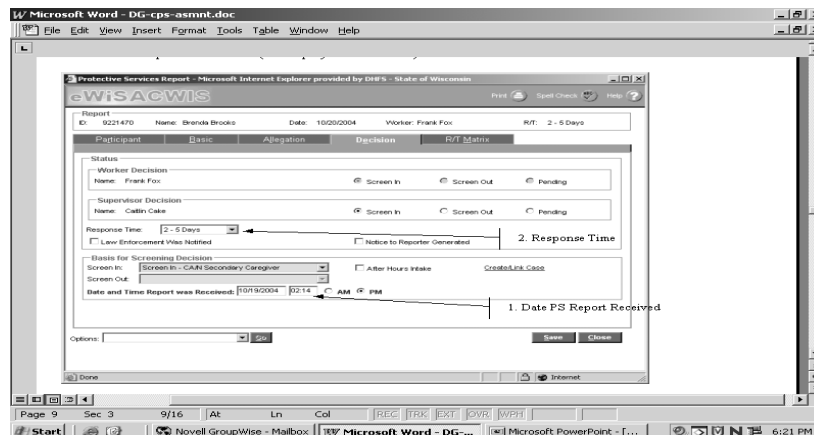 Microsoft Word - DG-cps-asmnt.doc
File Edit View Insert Format Tools Table Window Help
Protective Services Report - Microsoft Internet Explorer provided by DHFS - State of Wisconsin
eWiSACWIS Print Spell Check Help
Report
ID: 9221470 Name: Brenda Brooks Date: 10/20/2004 Worker: Frank Fox R/T: 2 - 5 Days
Participant Basic Allegation Decision R/T Matrix
Status
Worker Decision
Name: Frank Fox Screen In Screen Out Pending
Supervisor Decision
Name: Caitlin Cake Screen In Screen Out Pending
Response Time: 2 - 5 Days
2. Response Time
Law Enforcement Was Notified Notice to Reporter Generated
Basis for Screening Decision
Screen In: Screen In - CA/N Secondary Caregiver After Hours Intake Create/Link Case
Screen Out:
Date and Time Report was Received: 10/19/2004 02:14 AM PM
1. Date PS Report Received
Options: Go Save Close
Done Internet
Page 9 Sec 3 9/16 At Ln Col REC TRK EXT OVR WPH
Start Novell GroupWise - Mailbox Microsoft Word - DG-... Microsoft PowerPoint - [... 6:21 PM